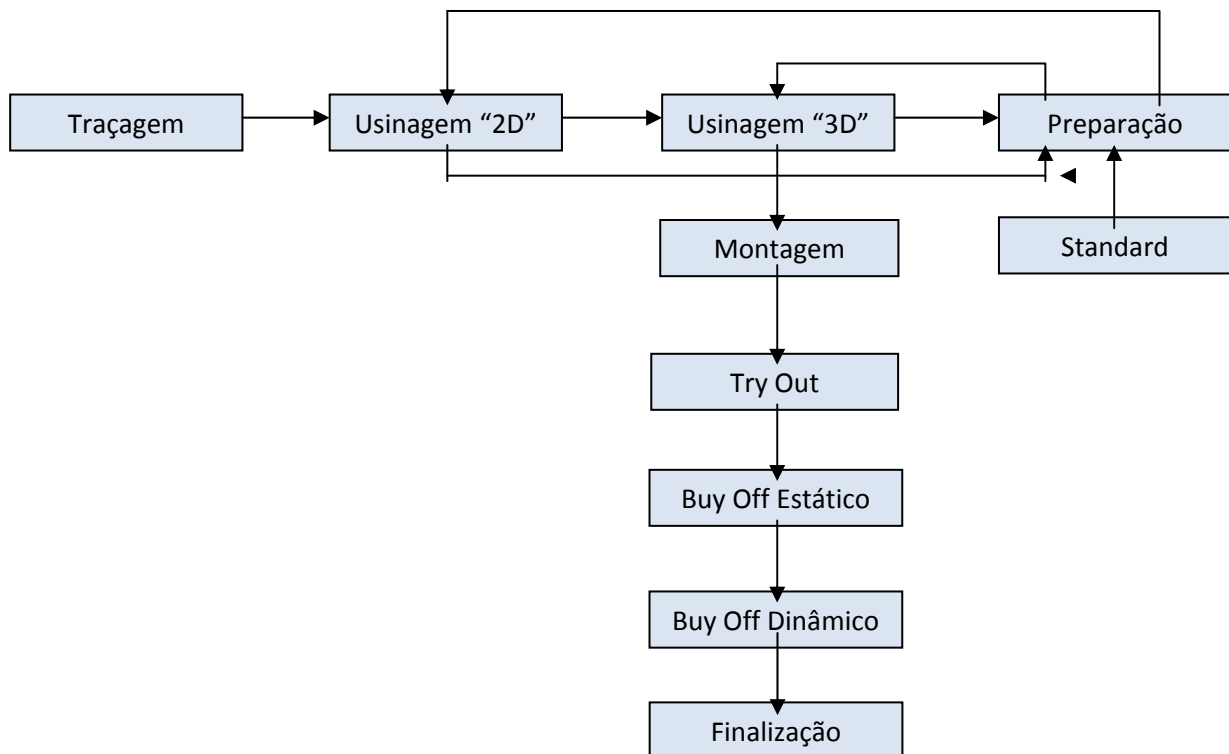 Traçagem
Usinagem “2D”
Usinagem “3D”
Preparação
Montagem
Standard
Try Out
Buy Off Estático
Buy Off Dinâmico
Finalização